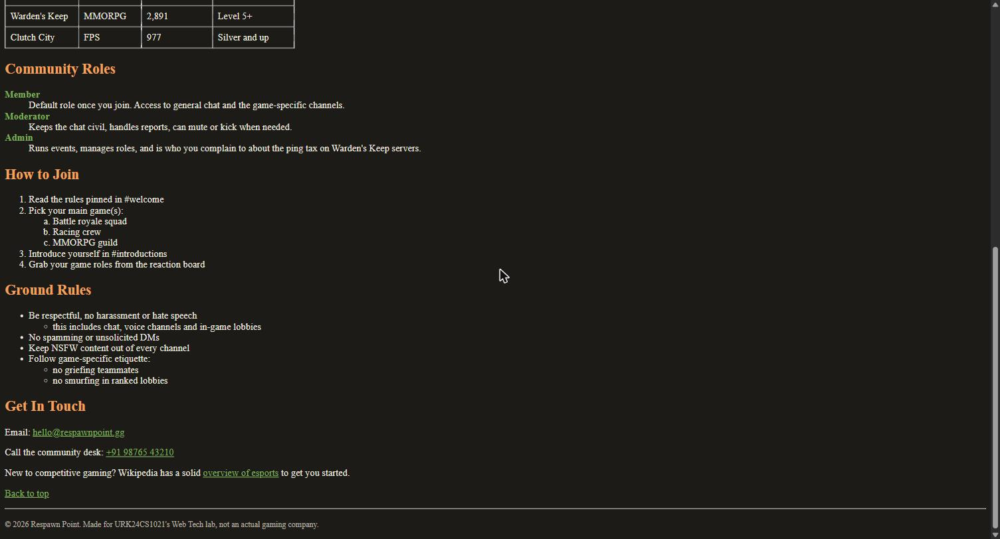 Warden's Keep MMORPG 2,891 Level 5+
Clutch City FPS 977 Silver and up
Community Roles
Member
Default role once you join. Access to general chat and the game-specific channels.
Moderator
Keeps the chat civil, handles reports, can mute or kick when needed.
Admin
Runs events, manages roles, and is who you complain to about the ping tax on Warden's Keep servers.
How to Join
1. Read the rules pinned in #welcome
2. Pick your main game(s):
a. Battle royale squad
b. Racing crew
c. MMORPG guild
3. Introduce yourself in #introductions
4. Grab your game roles from the reaction board
Ground Rules
• Be respectful, no harassment or hate speech
◦ this includes chat, voice channels and in-game lobbies
• No spamming or unsolicited DMs
• Keep NSFW content out of every channel
• Follow game-specific etiquette:
◦ no griefing teammates
◦ no smurfing in ranked lobbies
Get In Touch
Email: hello@respawnpoint.gg
Call the community desk: +91 98765 43210
New to competitive gaming? Wikipedia has a solid overview of esports to get you started.
Back to top
© 2026 Respawn Point. Made for URK24CS1021's Web Tech lab, not an actual gaming company.